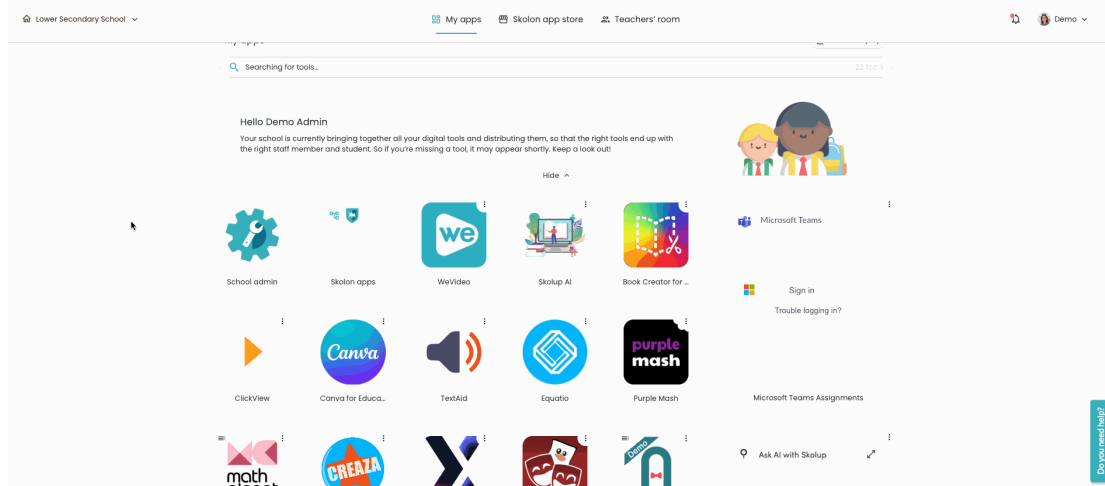 Lower Secondary School
My apps
Skolon app store
Teachers' room
Demo
Searching for tools...
Hello Demo Admin
Your school is currently bringing together all your digital tools and distributing them, so that the right tools end up with
the right staff member and student. So if you're missing a tool, it may appear shortly. Keep a look out!
Hide
Microsoft Teams
we
School admin
Skolon apps
WeVideo
Skolup AI
Book Creator for ...
Sign in
Trouble logging in?
Canva
purple
mash
ClickView
Canva for Educa...
TextAid
Equatio
Purple Mash
Microsoft Teams Assignments
math
CREAZA
Demo
Ask AI with Skolup
Do you need help?